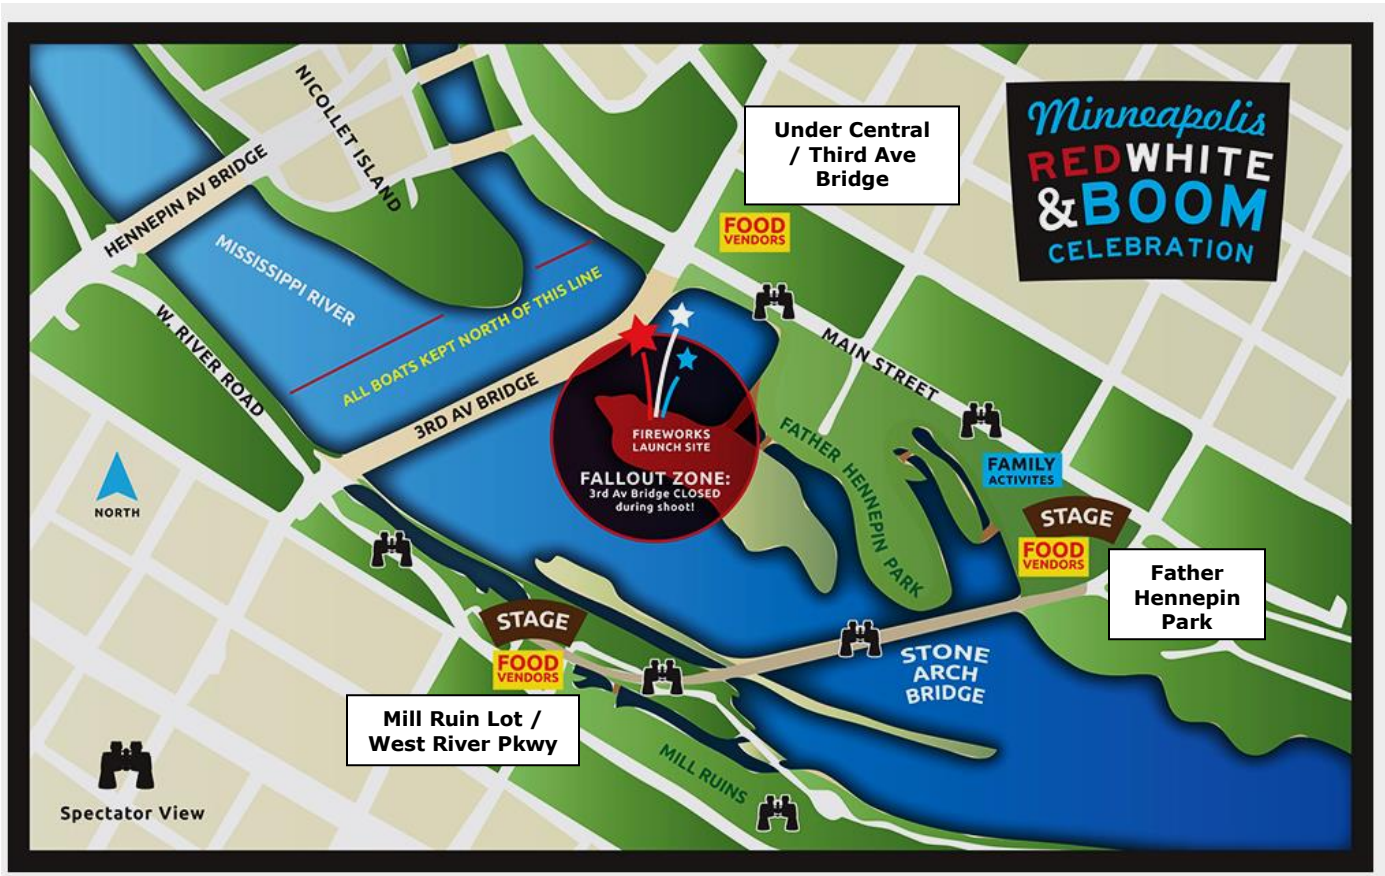 Minneapolis
RED WHITE
& BOOM
CELEBRATION
Under Central
/ Third Ave
Bridge
FOOD
VENDORS
NICOLLET ISLAND
HENNEPIN AV BRIDGE
MISSISSIPPI RIVER
ALL BOATS KEPT NORTH OF THIS LINE
W. RIVER ROAD
3RD AV BRIDGE
MAIN STREET
FIREWORKS
LAUNCH SITE
FALLOUT ZONE:
3rd Av Bridge CLOSED
during shoot!
FATHER HENNEPIN PARK
FAMILY
ACTIVITES
STAGE
FOOD
VENDORS
Father
Hennepin
Park
NORTH
STAGE
FOOD
VENDORS
STONE
ARCH
BRIDGE
Mill Ruin Lot /
West River Pkwy
MILL RUINS
Spectator View